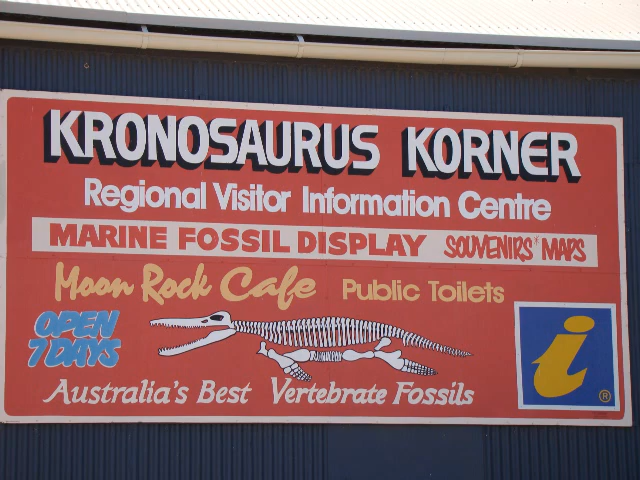 KRONOSAURUS KORNER
Regional Visitor Information Centre
MARINE FOSSIL DISPLAY SOUVENIRS MAPS
Moon Rock Cafe Public Toilets
OPEN
7 DAYS
i
®
Australia's Best Vertebrate Fossils